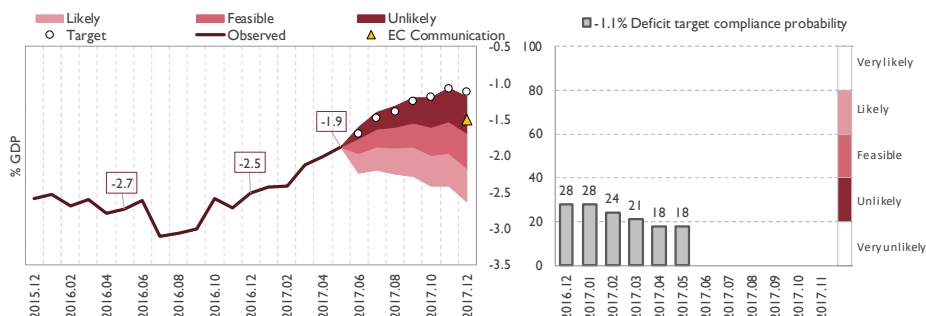 Likely Feasible Unlikely
Target Observed EC Communication
% GDP
-0.5
-1.0
-1.5
-2.0
-2.5
-3.0
-3.5
-2.7
-2.5
-1.9
2015.12 2016.02 2016.04 2016.06 2016.08 2016.10 2016.12 2017.02 2017.04 2017.06 2017.08 2017.10 2017.12
-1.1% Deficit target compliance probability
100
80
60
40
20
0
28 28 24 21 18 18
2016.12 2017.01 2017.02 2017.03 2017.04 2017.05 2017.06 2017.07 2017.08 2017.09 2017.10 2017.11
Very likely
Likely
Feasible
Unlikely
Very unlikely